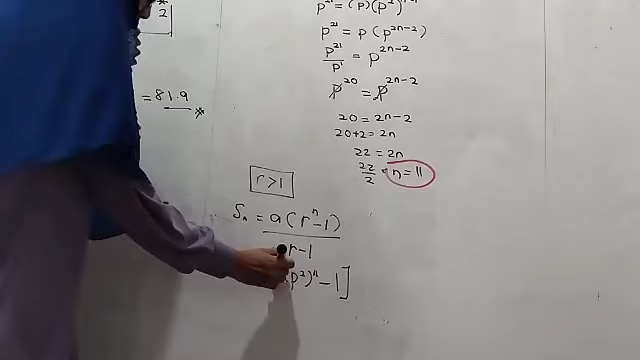 2
= 81.9
p²¹ = (p)(p²)ⁿ⁻¹
p²¹ = p(p²ⁿ⁻²)
p²¹/p¹ = p²ⁿ⁻²
p²⁰ = p²ⁿ⁻²
20 = 2n-2
20+2 = 2n
22 = 2n
22/2 = n = 11
r>1
Sₙ = a(rⁿ-1)
r-1
p²)ⁿ-1]